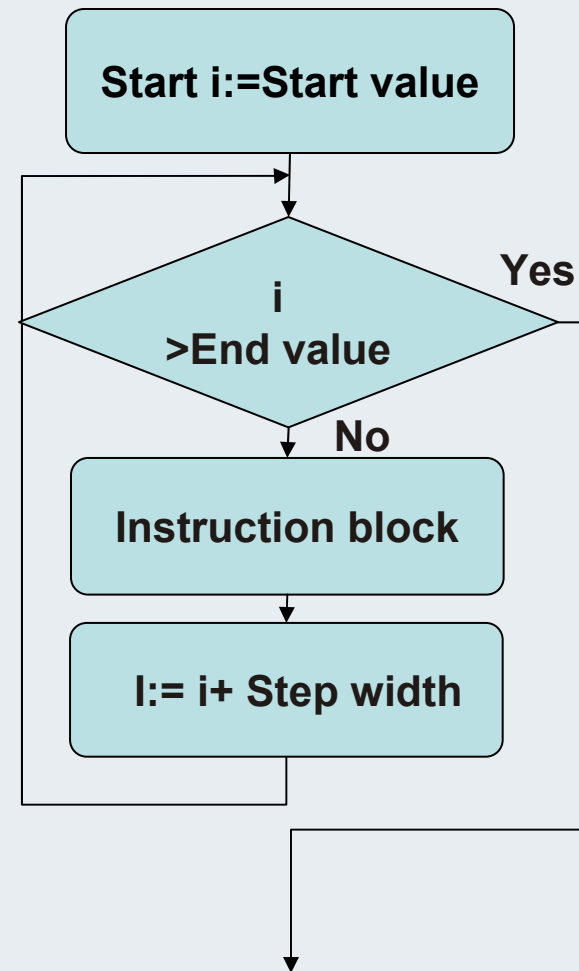 Start i:=Start value
i
>End value
Yes
No
Instruction block
I:= i+ Step width